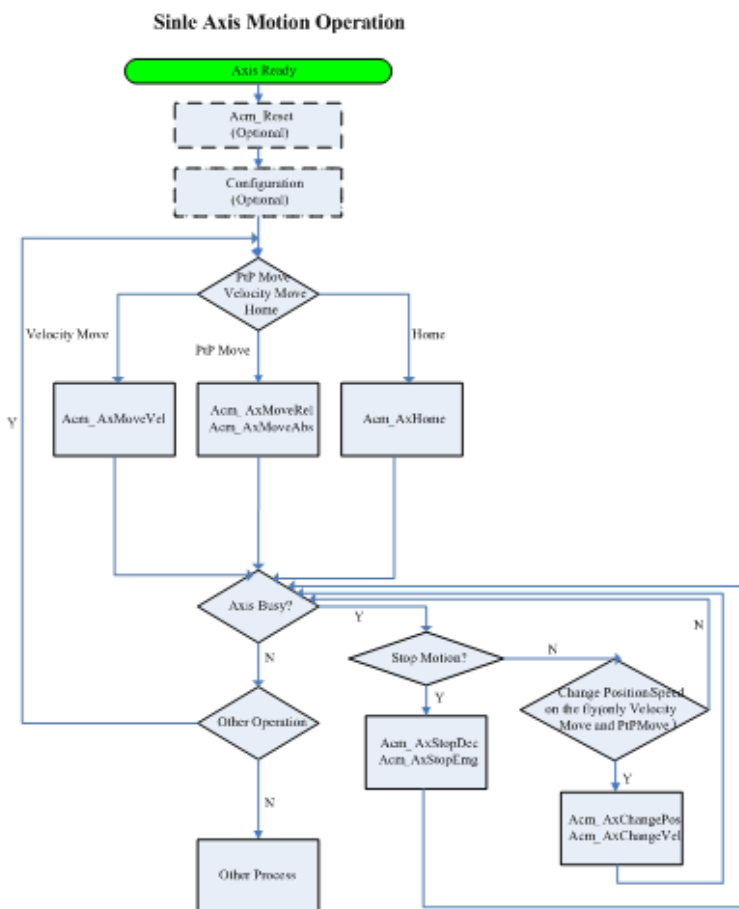 Sinle Axis Motion Operation
Axis Ready
Acm_Reset
(Optional)
Configuration
(Optional)
PtP Move
Velocity Move
Home
Velocity Move
PtP Move
Home
Y
Acm_AxMoveVel
Acm_AxMoveRel
Acm_AxMoveAbs
Acm_AxHome
Axis Busy?
Y
N
N
Stop Motion?
N
Y
Change Position/Speed
on the fly(only Velocity
Move and PtPMove.)
Other Operation
Acm_AxStopDec
Acm_AxStopEmg
Y
N
Acm_AxChangePos
Acm_AxChangeVel
Other Process